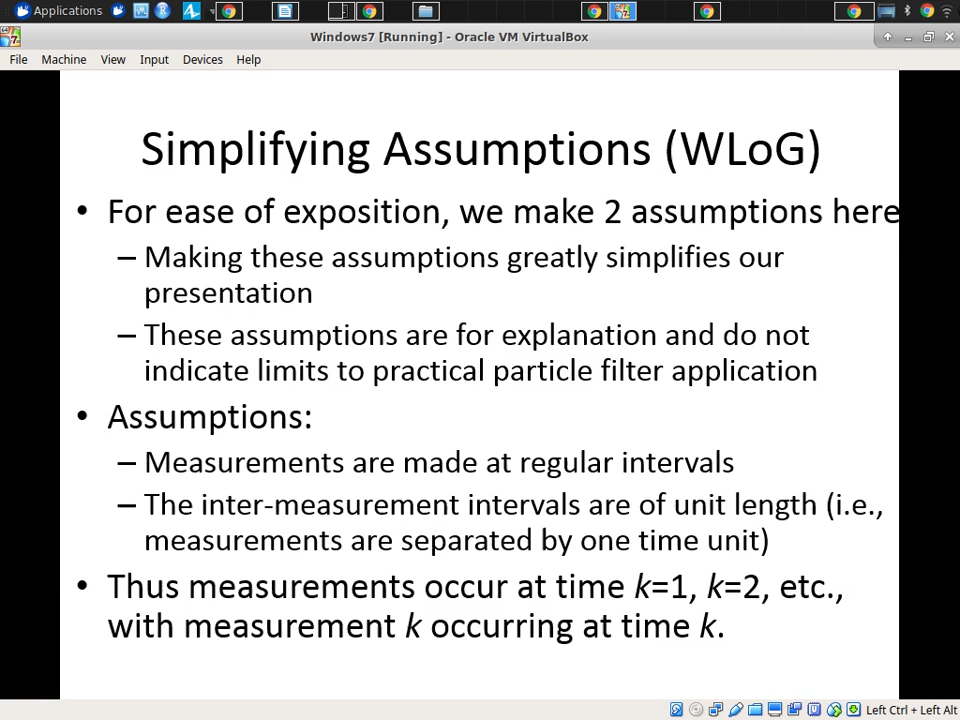 Applications
Windows7 [Running] - Oracle VM VirtualBox
File Machine View Input Devices Help
Simplifying Assumptions (WLoG)
• For ease of exposition, we make 2 assumptions here
– Making these assumptions greatly simplifies our
presentation
– These assumptions are for explanation and do not
indicate limits to practical particle filter application
• Assumptions:
– Measurements are made at regular intervals
– The inter-measurement intervals are of unit length (i.e.,
measurements are separated by one time unit)
• Thus measurements occur at time k=1, k=2, etc.,
with measurement k occurring at time k.
Left Ctrl + Left Alt